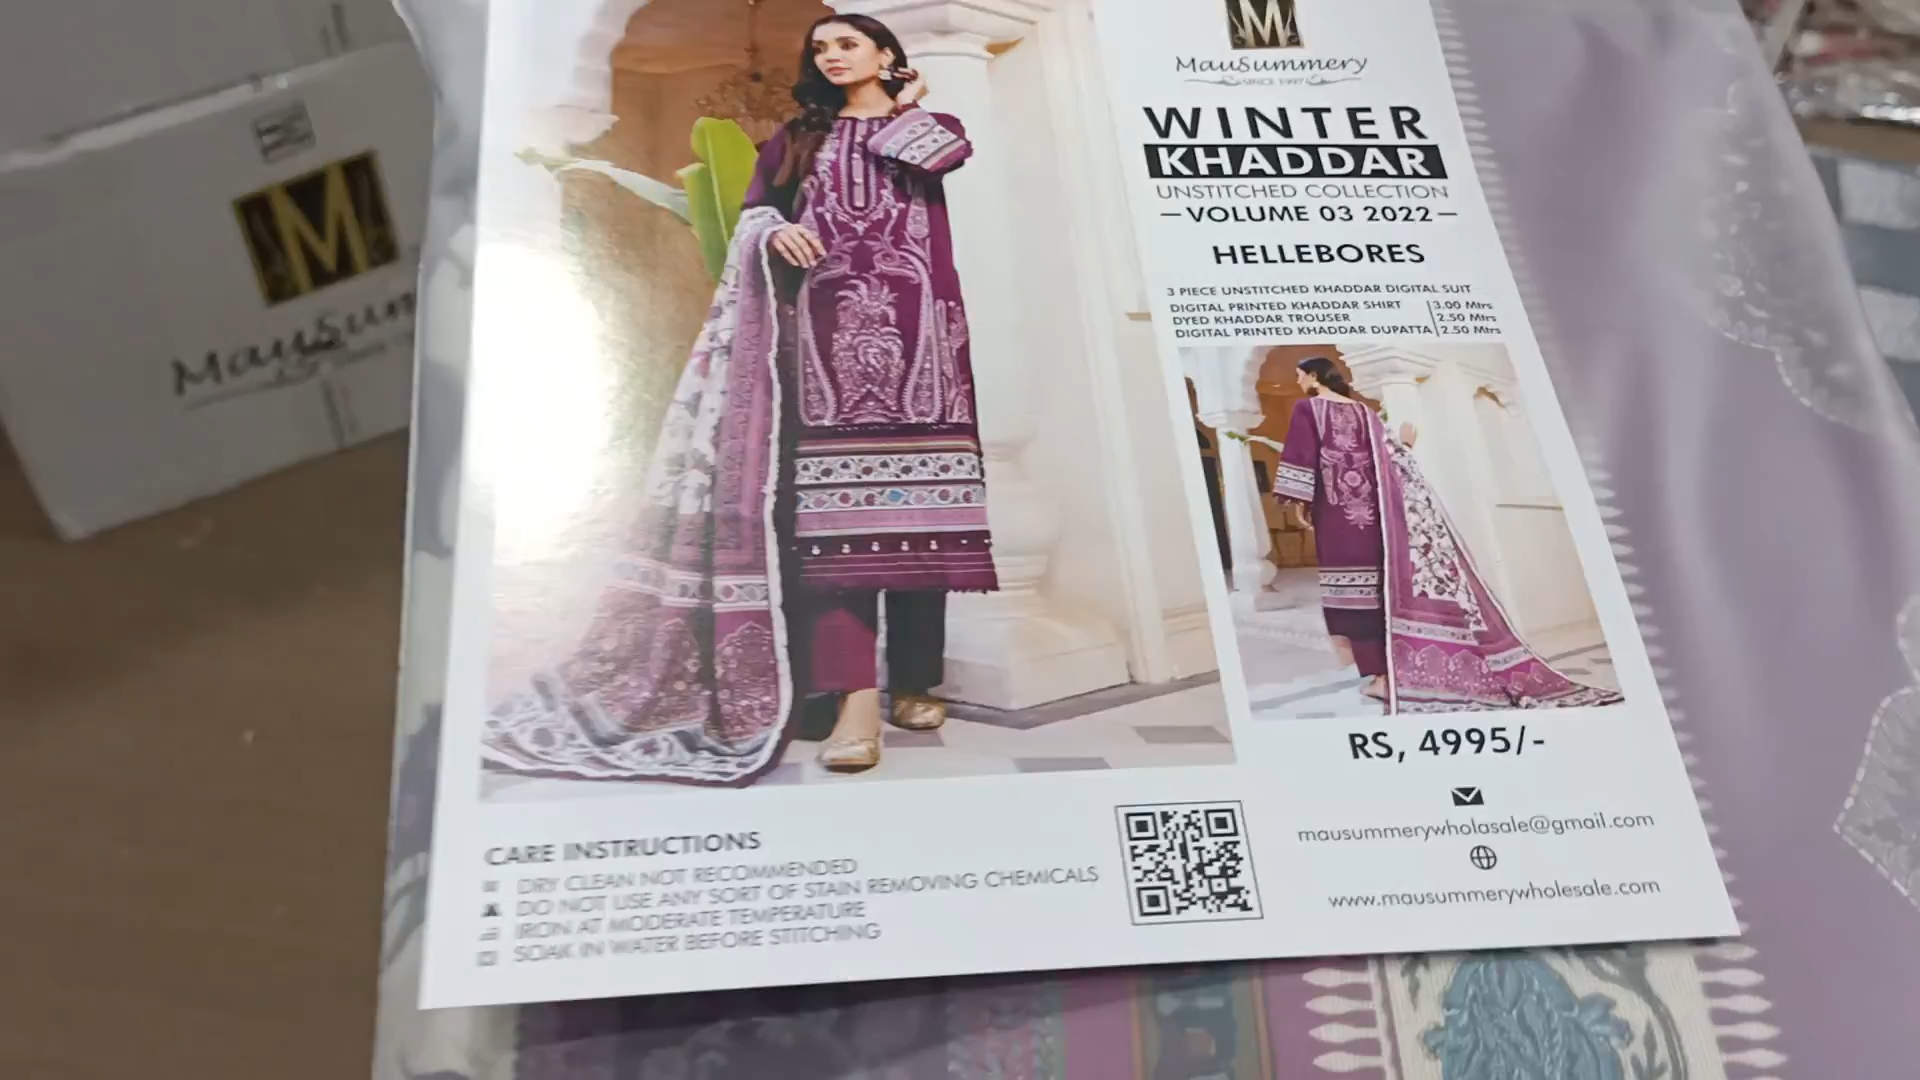 M
MauSummery
SINCE 1997
WINTER
KHADDAR
UNSTITCHED COLLECTION
VOLUME 03 2022
HELLEBORES
3 PIECE UNSTITCHED KHADDAR DIGITAL SUIT
DIGITAL PRINTED KHADDAR SHIRT 3.00 Mtrs
DYED KHADDAR TROUSER 2.50 Mtrs
DIGITAL PRINTED KHADDAR DUPATTA 2.50 Mtrs
RS, 4995/-
mausummerywholasale@gmail.com
www.mausummerywholesale.com
CARE INSTRUCTIONS
DRY CLEAN NOT RECOMMENDED
DO NOT USE ANY SORT OF STAIN REMOVING CHEMICALS
IRON AT MODERATE TEMPERATURE
SOAK IN WATER BEFORE STITCHING
M
MauSum